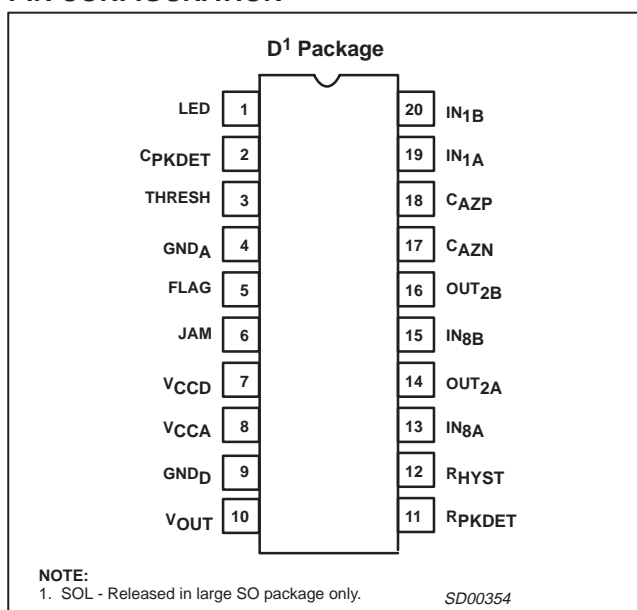 D1 Package
LED 1 20 IN1B
CPKDET 2 19 IN1A
THRESH 3 18 CAZP
GNDA 4 17 CAZN
FLAG 5 16 OUT2B
JAM 6 15 IN8B
VCCD 7 14 OUT2A
VCCA 8 13 IN8A
GNDD 9 12 RHYST
VOUT 10 11 RPKDET
NOTE:
1. SOL - Released in large SO package only.
SD00354